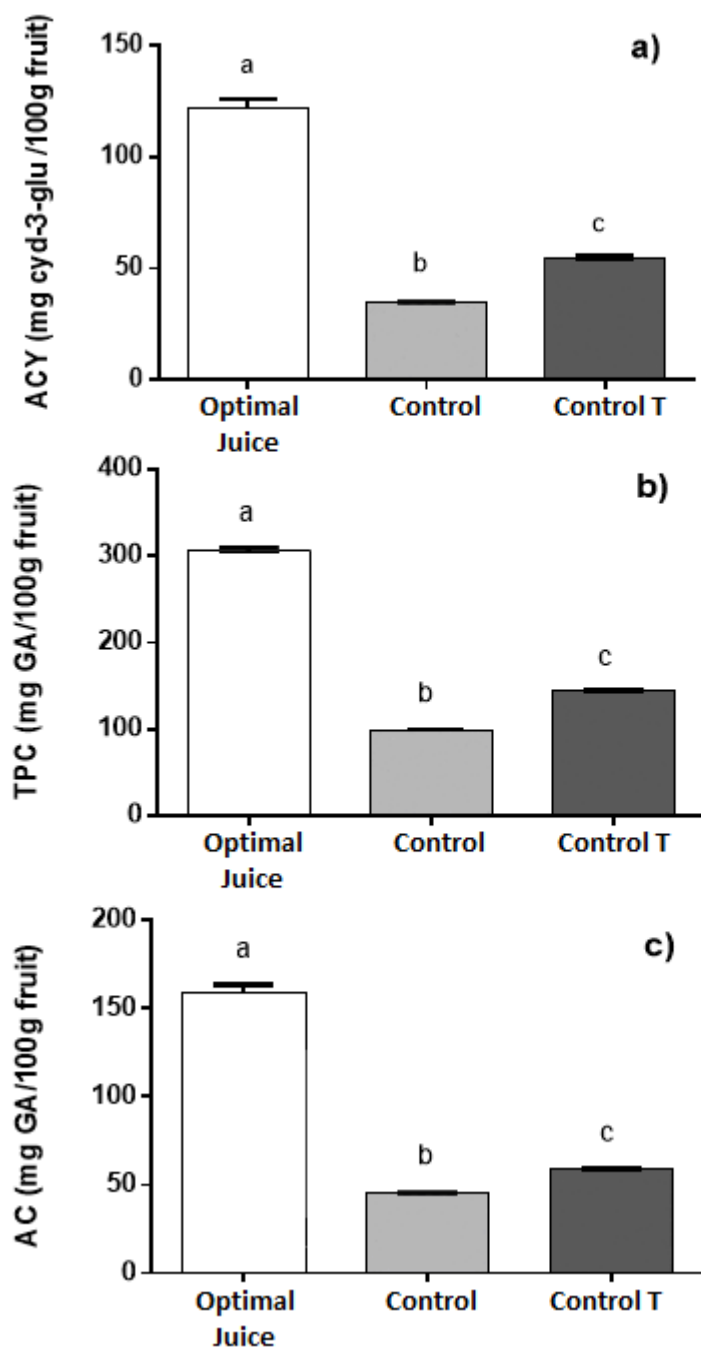 a)
ACY (mg cyd-3-glu /100g fruit)
150
100
50
0
a
b
c
Optimal
Juice
Control
Control T
b)
TPC (mg GA/100g fruit)
400
300
200
100
0
a
b
c
Optimal
Juice
Control
Control T
c)
AC (mg GA/100g fruit)
200
150
100
50
0
a
b
c
Optimal
Juice
Control
Control T